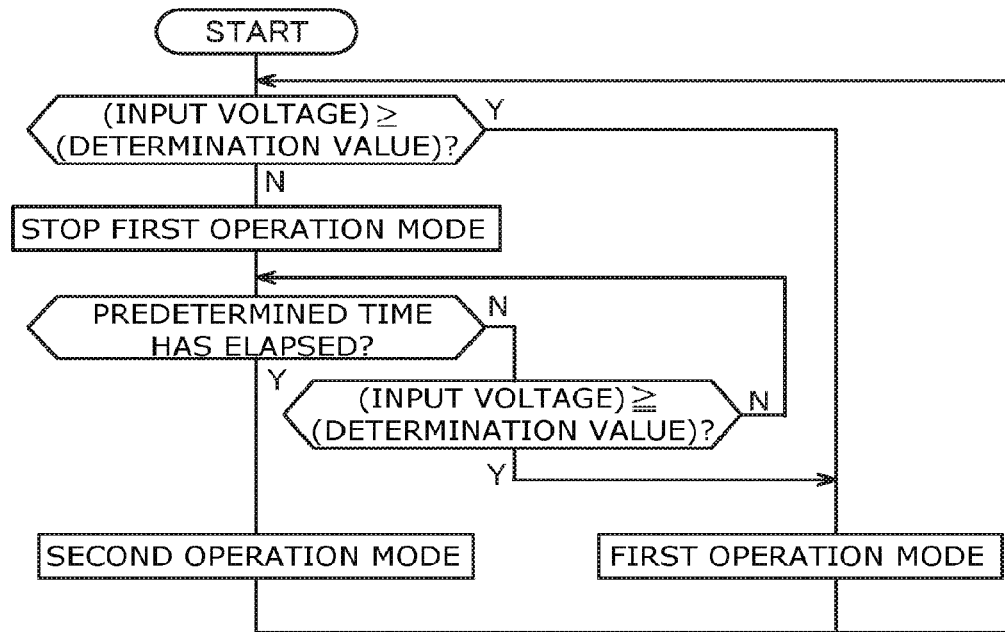 START
(INPUT VOLTAGE) ≥
(DETERMINATION VALUE)?
Y
N
STOP FIRST OPERATION MODE
PREDETERMINED TIME
HAS ELAPSED?
N
Y
(INPUT VOLTAGE) ≧
(DETERMINATION VALUE)?
N
Y
SECOND OPERATION MODE
FIRST OPERATION MODE